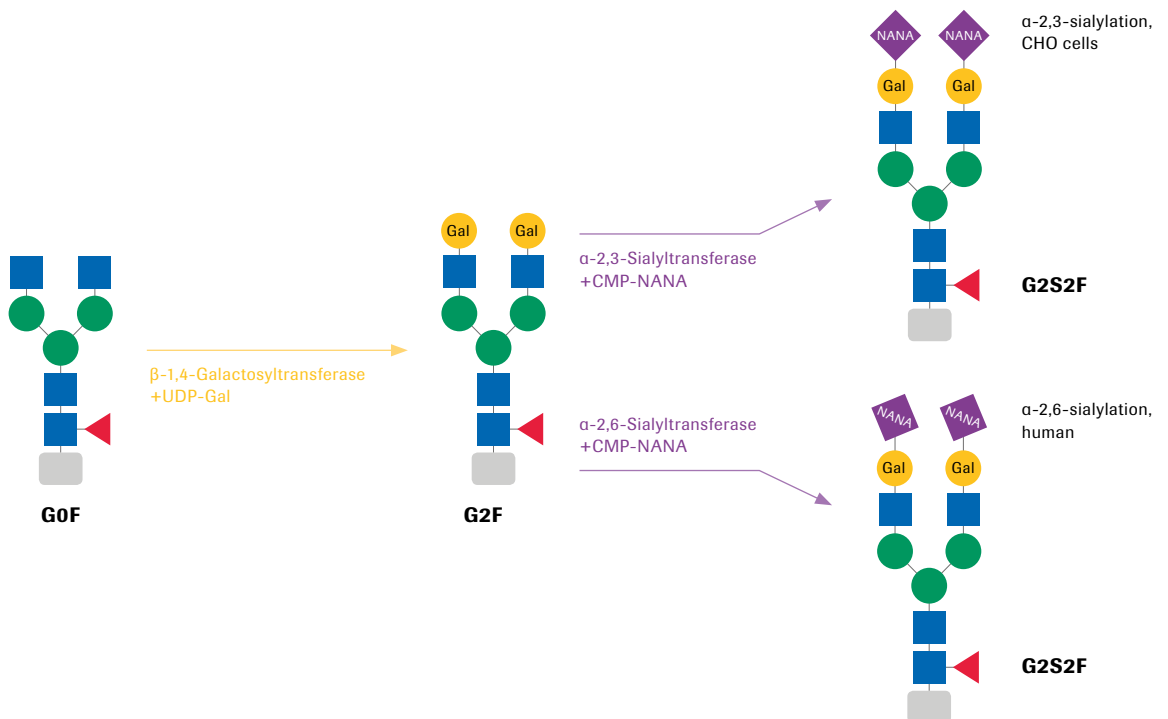 NANA NANA
α-2,3-sialylation,
CHO cells
Gal Gal
G2S2F
Gal Gal
α-2,3-Sialyltransferase
+CMP-NANA
β-1,4-Galactosyltransferase
+UDP-Gal
G0F
G2F
α-2,6-Sialyltransferase
+CMP-NANA
NANA NANA
α-2,6-sialylation,
human
Gal Gal
G2S2F